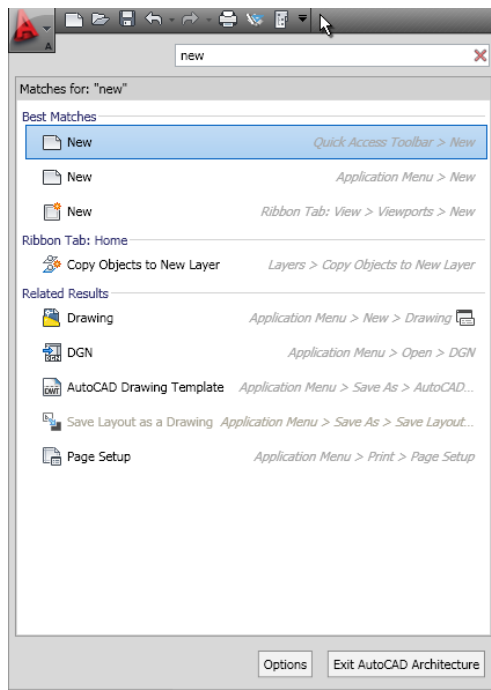 A
new
Matches for: "new"
Best Matches
New Quick Access Toolbar > New
New Application Menu > New
New Ribbon Tab: View > Viewports > New
Ribbon Tab: Home
Copy Objects to New Layer Layers > Copy Objects to New Layer
Related Results
Drawing Application Menu > New > Drawing
DGN Application Menu > Open > DGN
DWT AutoCAD Drawing Template Application Menu > Save As > AutoCAD...
Save Layout as a Drawing Application Menu > Save As > Save Layout...
Page Setup Application Menu > Print > Page Setup
Options Exit AutoCAD Architecture